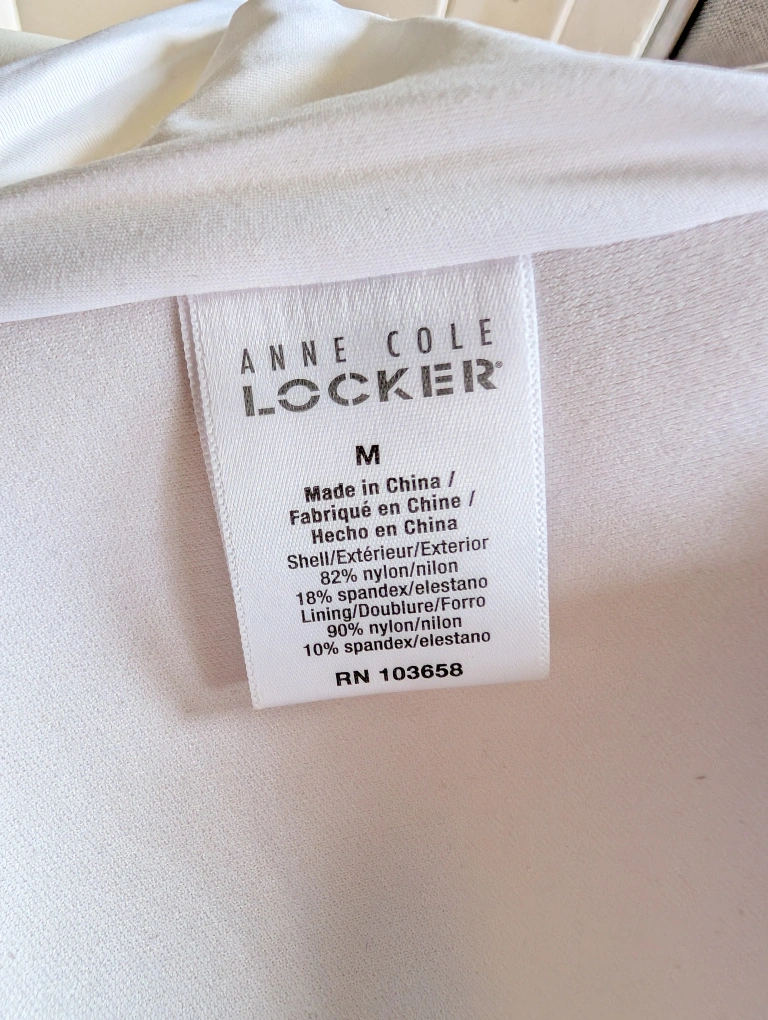 ANNE COLE
LOCKER®
M
Made in China /
Fabriqué en Chine /
Hecho en China
Shell/Extérieur/Exterior
82% nylon/nilon
18% spandex/elestano
Lining/Doublure/Forro
90% nylon/nilon
10% spandex/elestano
RN 103658